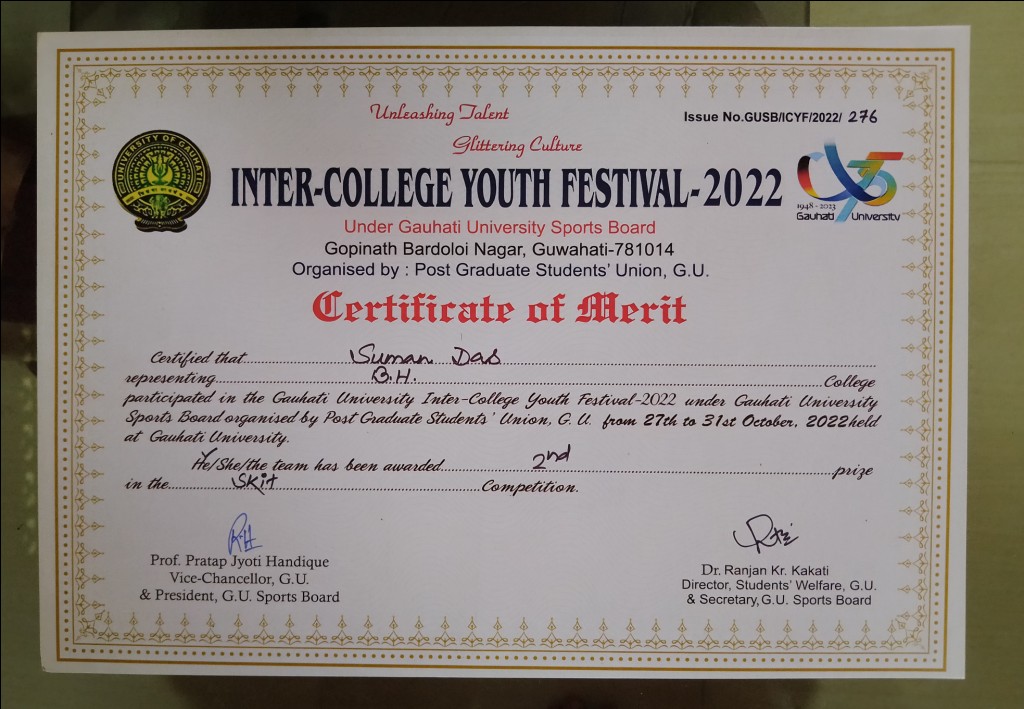 Unleashing Talent
Issue No.GUSB/ICYF/2022/ 276
Glittering Culture
UNIVERSITY OF GAUHATI
INTER-COLLEGE YOUTH FESTIVAL-2022
75
1948 - 2023
Gauhati University
Under Gauhati University Sports Board
Gopinath Bardoloi Nagar, Guwahati-781014
Organised by : Post Graduate Students' Union, G.U.
Certificate of Merit
Certified that Suman Das
representing B.H. College
participated in the Gauhati University Inter-College Youth Festival-2022 under Gauhati University
Sports Board organised by Post Graduate Students' Union, G. U. from 27th to 31st October, 2022 held
at Gauhati University.
He/She/the team has been awarded 2nd prize
in the Skit Competition.
Prof. Pratap Jyoti Handique
Vice-Chancellor, G.U.
& President, G.U. Sports Board
Dr. Ranjan Kr. Kakati
Director, Students' Welfare, G.U.
& Secretary, G.U. Sports Board